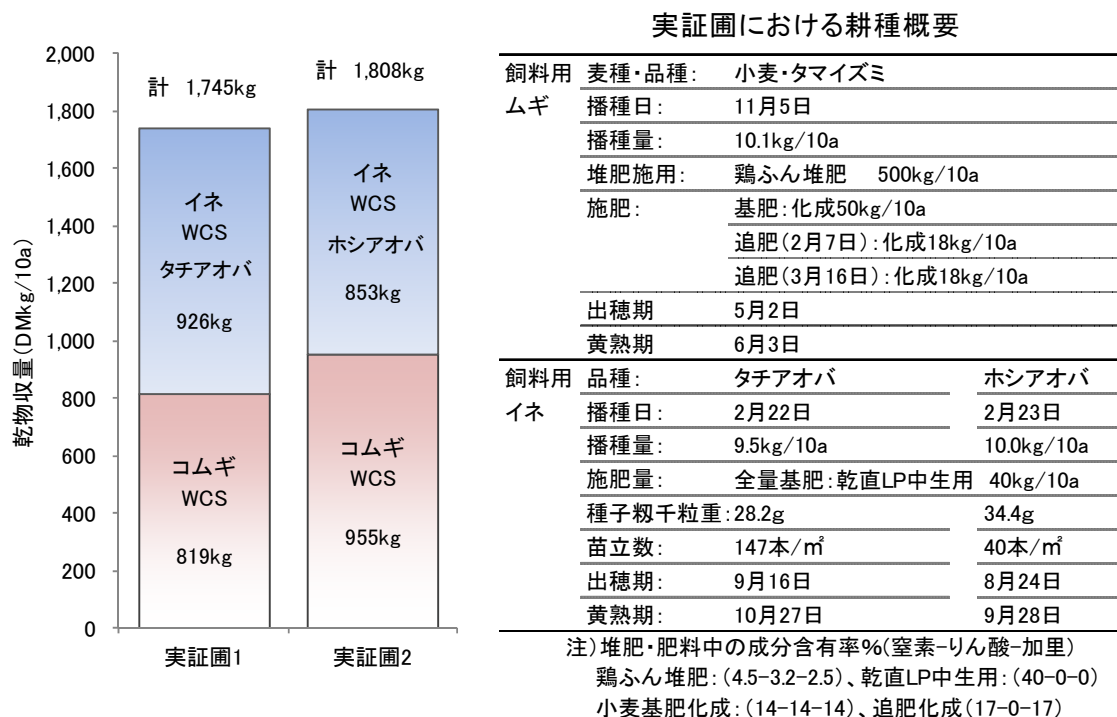 乾物収量(DMkg/10a)
2,000
1,800
1,600
1,400
1,200
1,000
800
600
400
200
0
計 1,745kg
計 1,808kg
イネ
WCS
タチアオバ
926kg
イネ
WCS
ホシアオバ
853kg
コムギ
WCS
819kg
コムギ
WCS
955kg
実証圃1 実証圃2
実証圃における耕種概要
飼料用 麦種・品種: 小麦・タマイズミ
ムギ 播種日: 11月5日
播種量: 10.1kg/10a
堆肥施用: 鶏ふん堆肥 500kg/10a
施肥: 基肥:化成50kg/10a
追肥(2月7日):化成18kg/10a
追肥(3月16日):化成18kg/10a
出穂期 5月2日
黄熟期 6月3日
飼料用 品種: タチアオバ ホシアオバ
イネ 播種日: 2月22日 2月23日
播種量: 9.5kg/10a 10.0kg/10a
施肥量: 全量基肥:乾直LP中生用 40kg/10a
種子籾千粒重:28.2g 34.4g
苗立数: 147本/㎡ 40本/㎡
出穂期: 9月16日 8月24日
黄熟期: 10月27日 9月28日
注)堆肥・肥料中の成分含有率%(窒素-りん酸-加里)
鶏ふん堆肥:(4.5-3.2-2.5)、乾直LP中生用:(40-0-0)
小麦基肥化成:(14-14-14)、追肥化成(17-0-17)